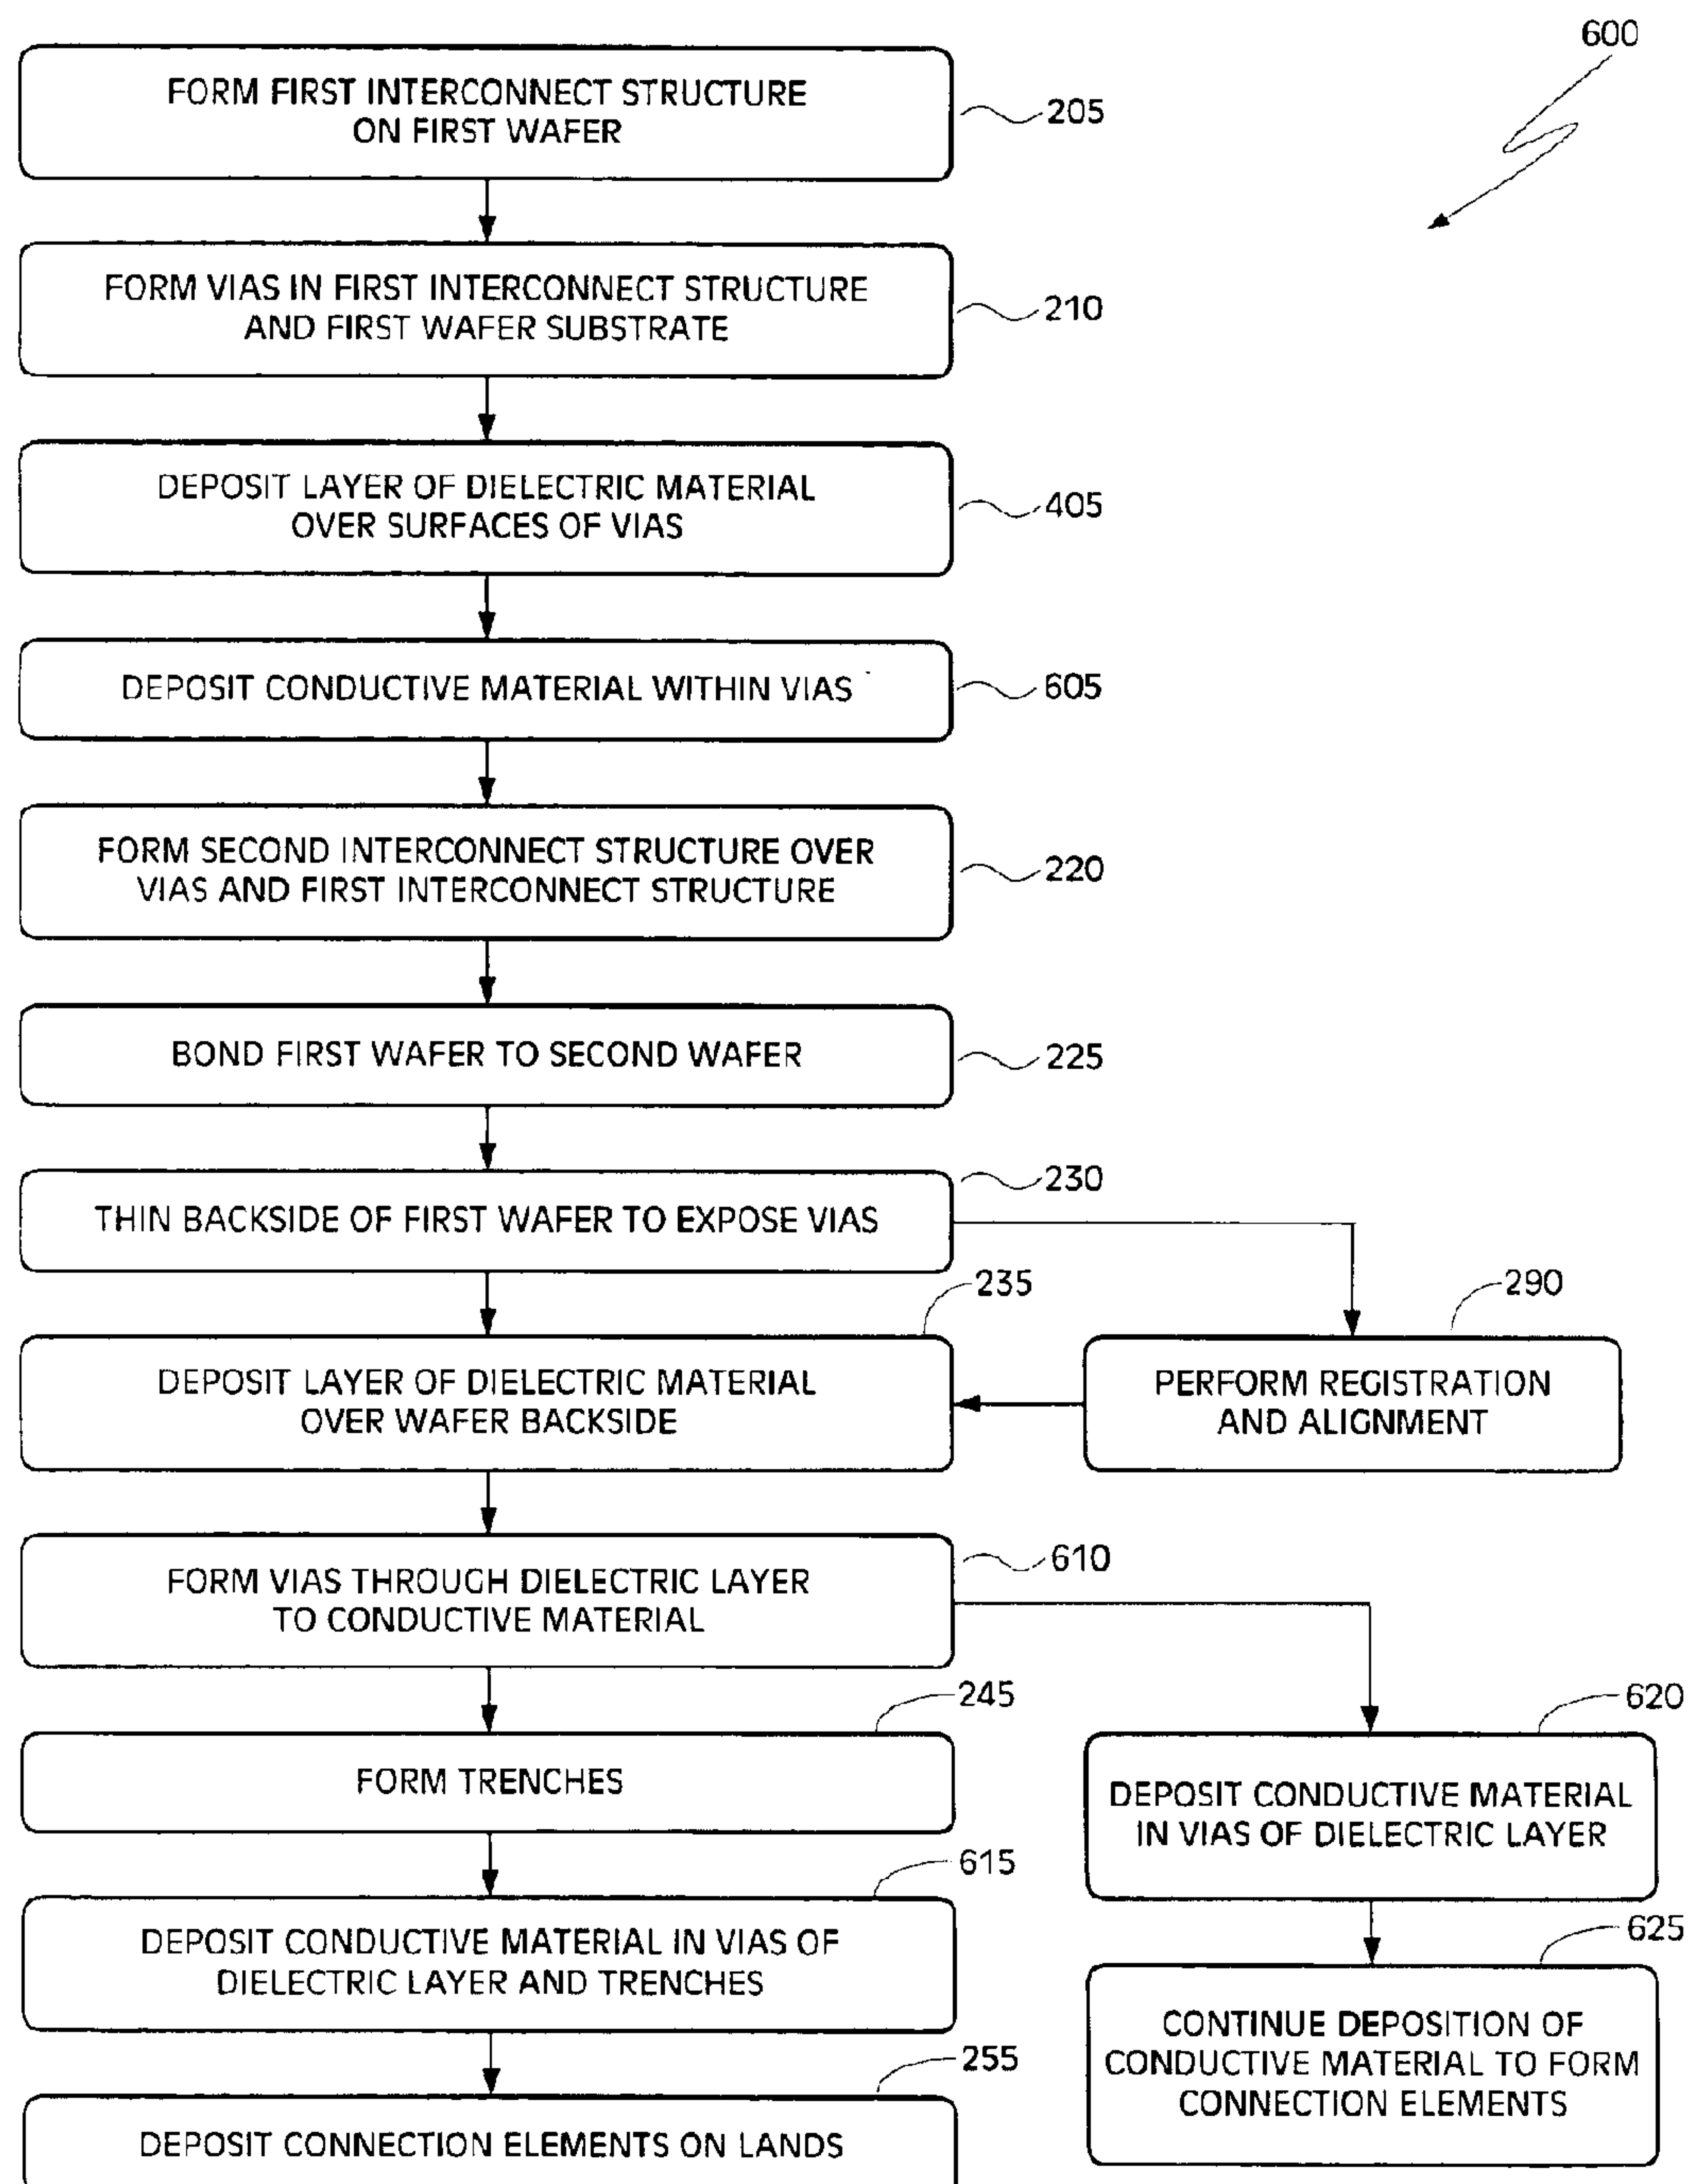 600
FORM FIRST INTERCONNECT STRUCTURE
ON FIRST WAFER
205
FORM VIAS IN FIRST INTERCONNECT STRUCTURE
AND FIRST WAFER SUBSTRATE
210
DEPOSIT LAYER OF DIELECTRIC MATERIAL
OVER SURFACES OF VIAS
405
DEPOSIT CONDUCTIVE MATERIAL WITHIN VIAS
605
FORM SECOND INTERCONNECT STRUCTURE OVER
VIAS AND FIRST INTERCONNECT STRUCTURE
220
BOND FIRST WAFER TO SECOND WAFER
225
THIN BACKSIDE OF FIRST WAFER TO EXPOSE VIAS
230
235
DEPOSIT LAYER OF DIELECTRIC MATERIAL
OVER WAFER BACKSIDE
290
PERFORM REGISTRATION
AND ALIGNMENT
FORM VIAS THROUGH DIELECTRIC LAYER
TO CONDUCTIVE MATERIAL
610
245
FORM TRENCHES
615
DEPOSIT CONDUCTIVE MATERIAL IN VIAS OF
DIELECTRIC LAYER AND TRENCHES
255
DEPOSIT CONNECTION ELEMENTS ON LANDS
620
DEPOSIT CONDUCTIVE MATERIAL
IN VIAS OF DIELECTRIC LAYER
625
CONTINUE DEPOSITION OF
CONDUCTIVE MATERIAL TO FORM
CONNECTION ELEMENTS